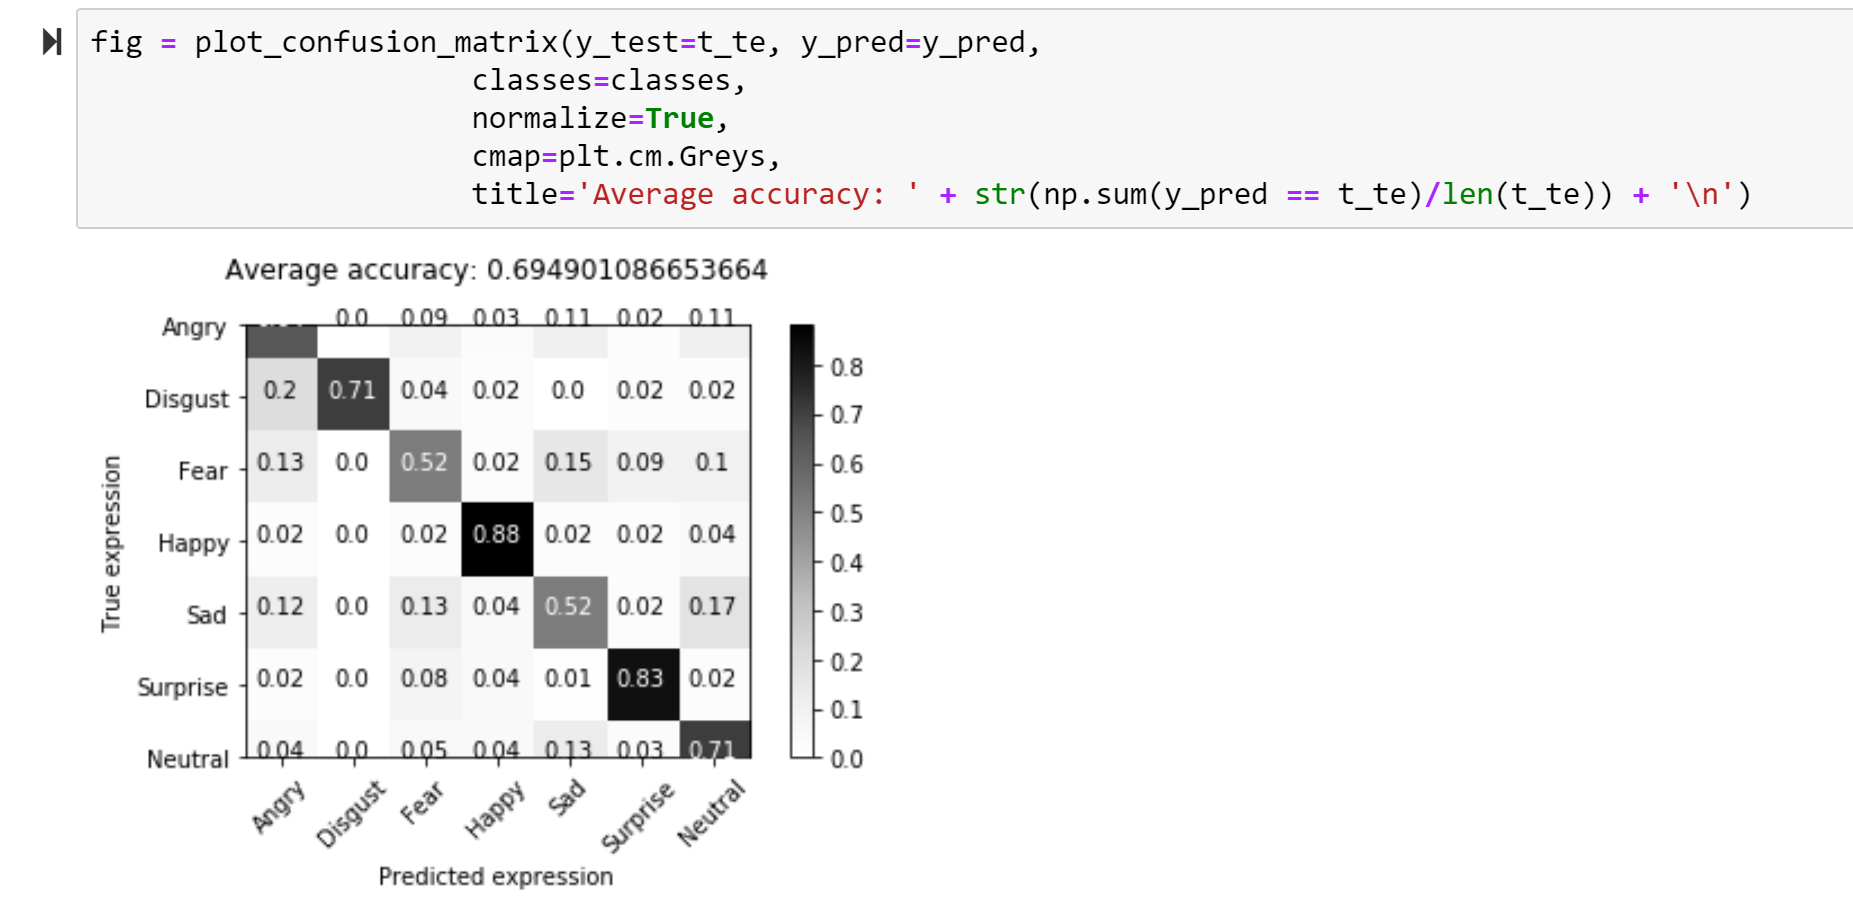 fig = plot_confusion_matrix(y_test=t_te, y_pred=y_pred,
classes=classes,
normalize=True,
cmap=plt.cm.Greys,
title='Average accuracy: ' + str(np.sum(y_pred == t_te)/len(t_te)) + '\n')
Average accuracy: 0.694901086653664
Angry 0.0 0.09 0.03 0.11 0.02 0.11
Disgust 0.2 0.71 0.04 0.02 0.0 0.02 0.02
Fear 0.13 0.0 0.52 0.02 0.15 0.09 0.1
Happy 0.02 0.0 0.02 0.88 0.02 0.02 0.04
Sad 0.12 0.0 0.13 0.04 0.52 0.02 0.17
Surprise 0.02 0.0 0.08 0.04 0.01 0.83 0.02
Neutral 0.04 0.0 0.05 0.04 0.13 0.03 0.71
True expression
Angry Disgust Fear Happy Sad Surprise Neutral
Predicted expression
0.8
0.7
0.6
0.5
0.4
0.3
0.2
0.1
0.0